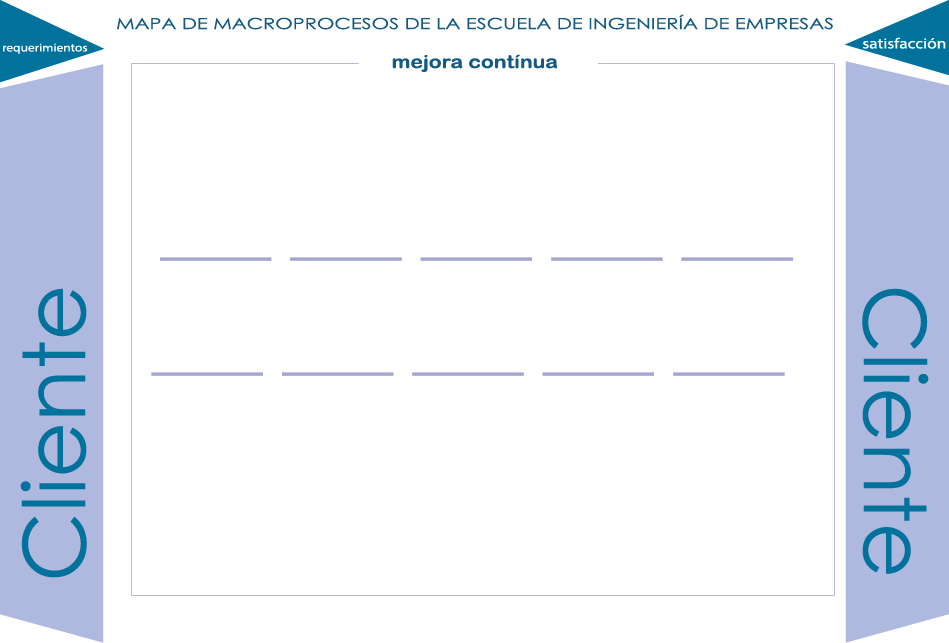 MAPA DE MACROPROCESOS DE LA ESCUELA DE INGENIERÍA DE EMPRESAS
requerimientos
satisfacción
mejora contínua
Cliente
Cliente